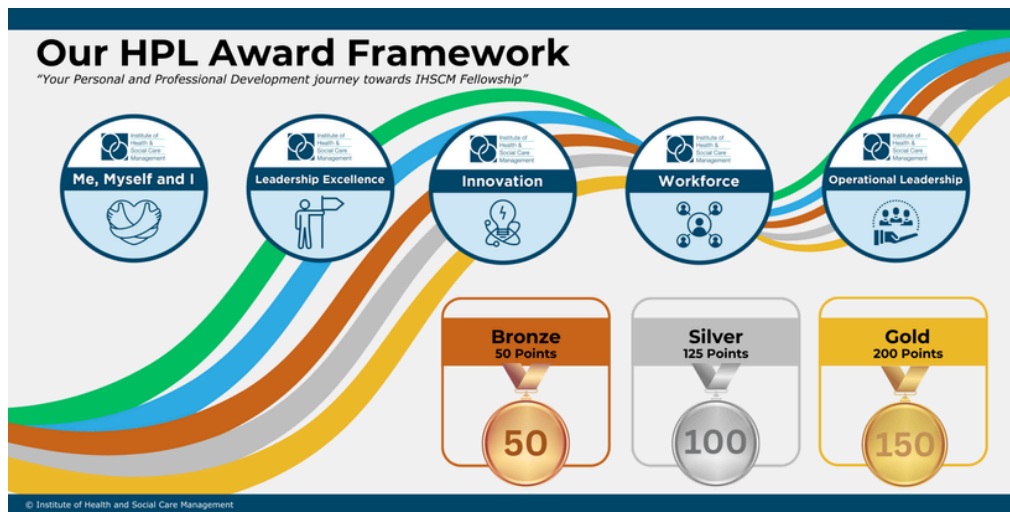 Our HPL Award Framework
“Your Personal and Professional Development journey towards IHSCM Fellowship”
Institute of
Health &
Social Care
Management
Me, Myself and I
Institute of
Health &
Social Care
Management
Leadership Excellence
Institute of
Health &
Social Care
Management
Innovation
Institute of
Health &
Social Care
Management
Workforce
Institute of
Health &
Social Care
Management
Operational Leadership
Bronze
50 Points
50
Silver
125 Points
100
Gold
200 Points
150
© Institute of Health and Social Care Management